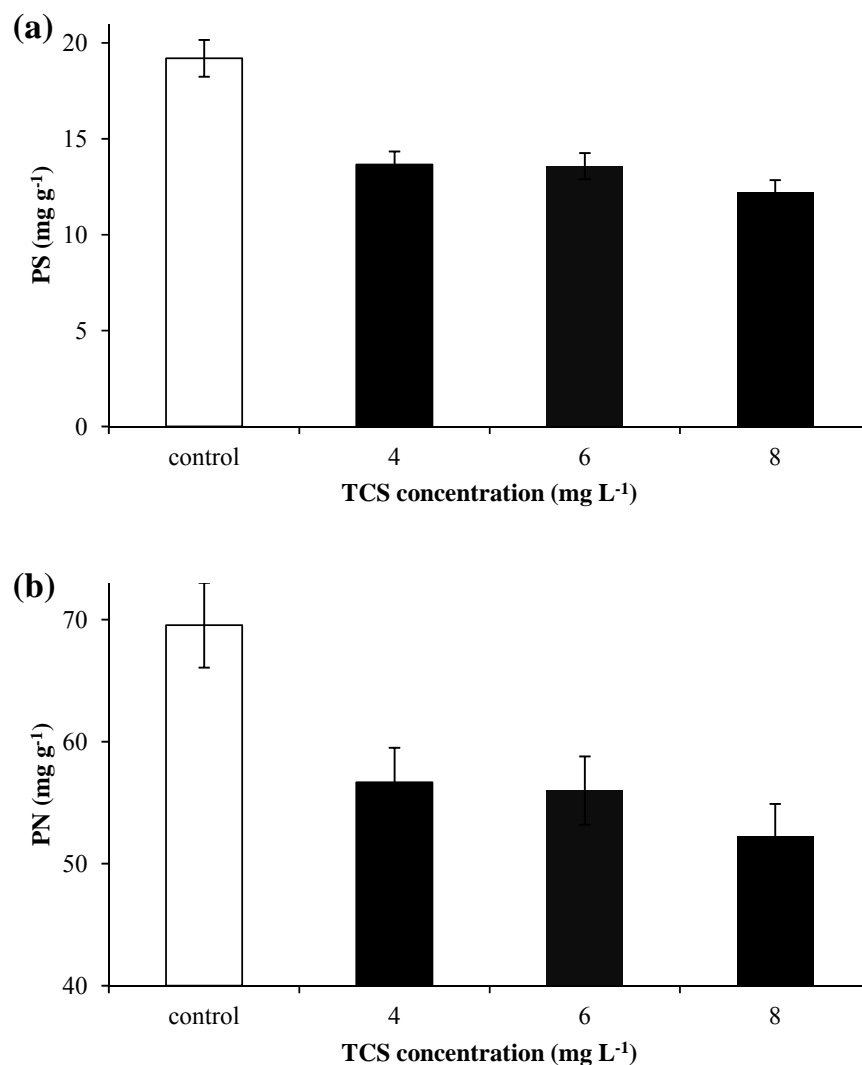 (a)
20
15
10
5
0
PS (mg g⁻¹)
control 4 6 8
TCS concentration (mg L⁻¹)
(b)
70
60
50
40
PN (mg g⁻¹)
control 4 6 8
TCS concentration (mg L⁻¹)